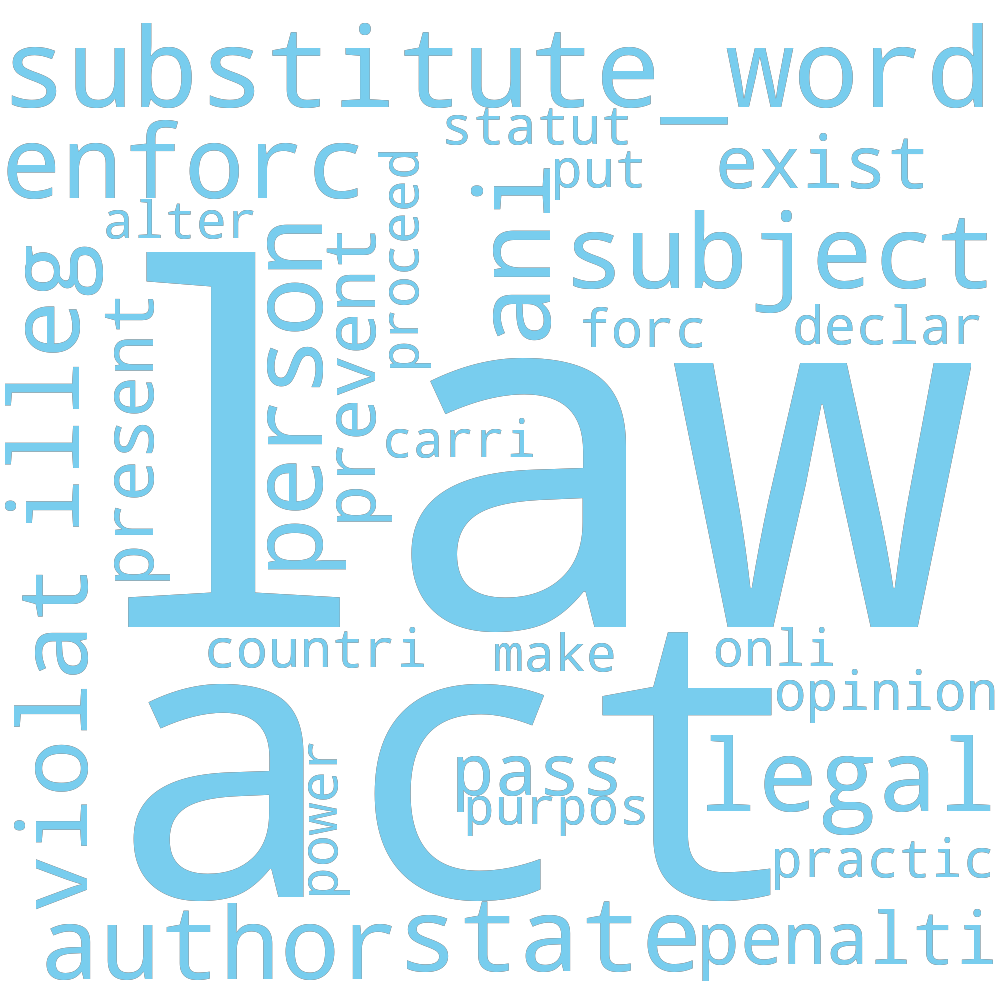 substitute_word
statut
enforc
put
exist
proceed
alter
ani
subject
person
illeg
prevent
present
forc
declar
law
carri
violat
countri
make
onli
act
opinion
legal
pass
power
purpos
practic
author
state
penalti